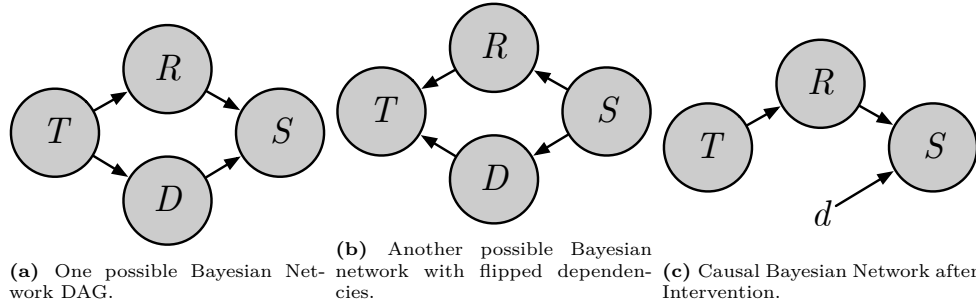 R
T
S
D
(a) One possible Bayesian Net-
work DAG.
R
T
S
D
(b) Another possible Bayesian
network with flipped dependen-
cies.
R
T
S
d
(c) Causal Bayesian Network after
Intervention.